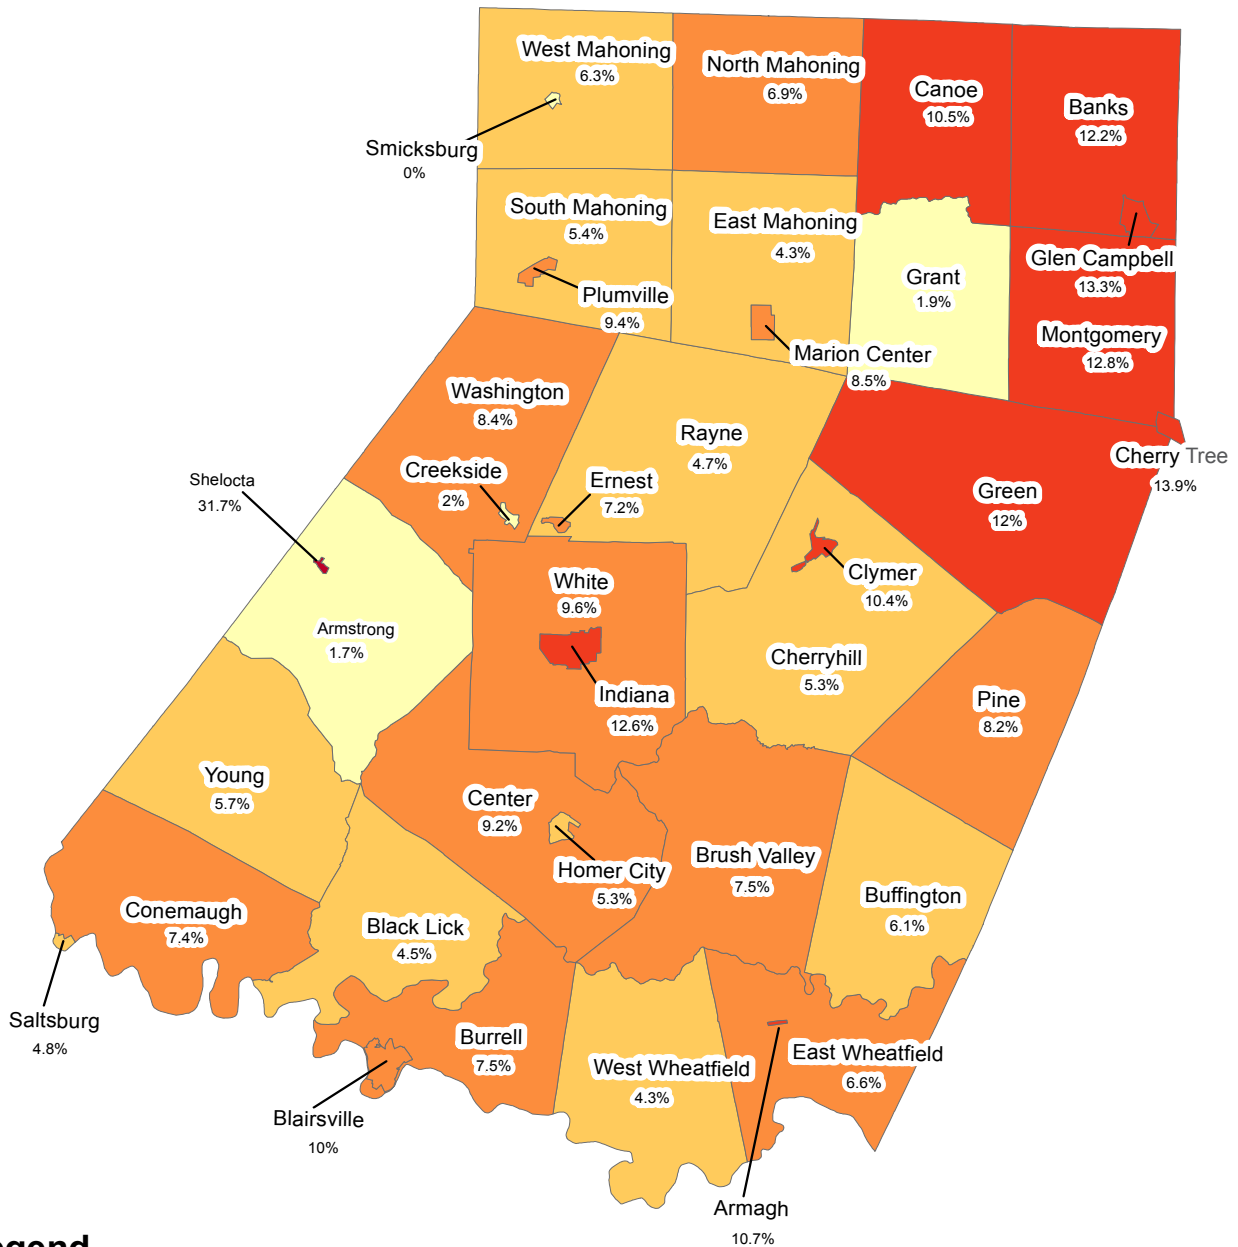 West Mahoning
6.3%
North Mahoning
6.9%
Canoe
10.5%
Banks
12.2%
Smicksburg
0%
South Mahoning
5.4%
East Mahoning
4.3%
Glen Campbell
13.3%
Grant
1.9%
Plumville
9.4%
Montgomery
12.8%
Marion Center
8.5%
Washington
8.4%
Rayne
4.7%
Cherry Tree
13.9%
Creekside
2%
Ernest
7.2%
Shelocta
31.7%
Green
12%
White
9.6%
Clymer
10.4%
Armstrong
1.7%
Cherryhill
5.3%
Indiana
12.6%
Pine
8.2%
Young
5.7%
Center
9.2%
Homer City
5.3%
Brush Valley
7.5%
Buffington
6.1%
Conemaugh
7.4%
Black Lick
4.5%
Saltsburg
4.8%
Burrell
7.5%
West Wheatfield
4.3%
East Wheatfield
6.6%
Blairsville
10%
Armagh
10.7%